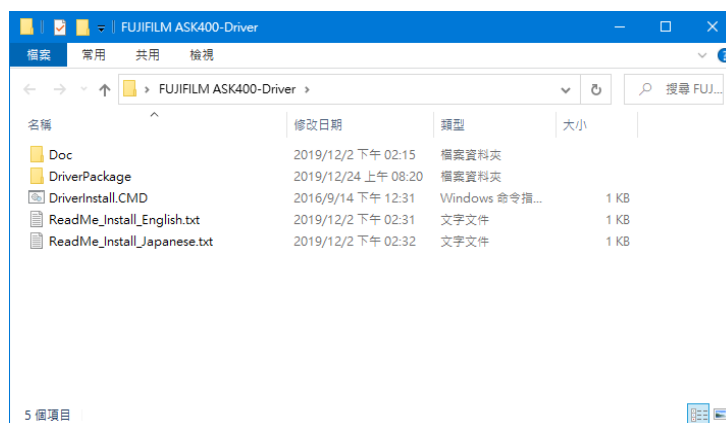 FUJIFILM ASK400-Driver
檔案 常用 共用 檢視
FUJIFILM ASK400-Driver
搜尋 FUJ...
名稱 修改日期 類型 大小
Doc 2019/12/2 下午 02:15 檔案資料夾
DriverPackage 2019/12/24 上午 08:20 檔案資料夾
DriverInstall.CMD 2016/9/14 下午 12:31 Windows 命令指... 1 KB
ReadMe_Install_English.txt 2019/12/2 下午 02:31 文字文件 1 KB
ReadMe_Install_Japanese.txt 2019/12/2 下午 02:32 文字文件 1 KB
5 個項目